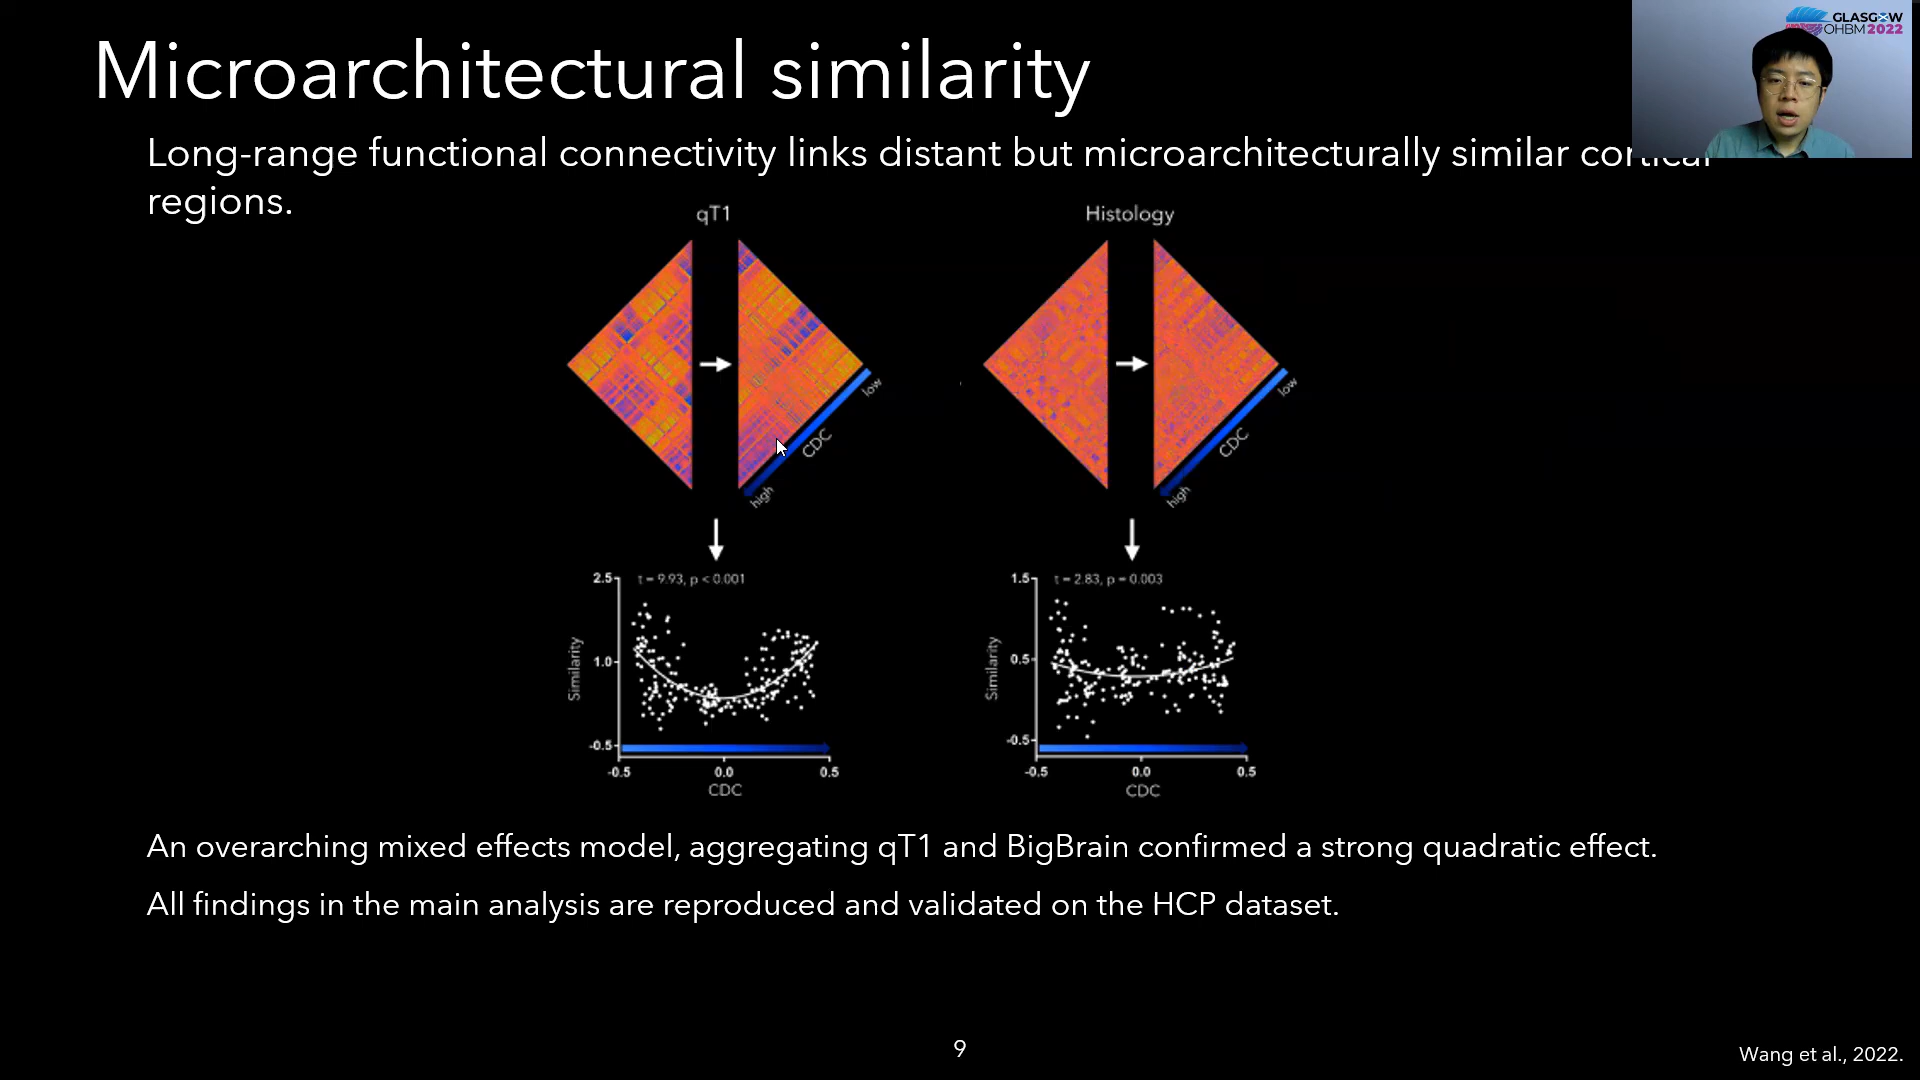 Microarchitectural similarity
GLASGOW
OHBM 2022
Long-range functional connectivity links distant but microarchitecturally similar cortical
regions.
qT1
Histology
low
CDC
high
low
CDC
high
2.5
t = 9.93, p < 0.001
1.0
Similarity
-0.5
-0.5
0.0
0.5
CDC
1.5
t = 2.83, p = 0.003
0.5
Similarity
-0.5
-0.5
0.0
0.5
CDC
An overarching mixed effects model, aggregating qT1 and BigBrain confirmed a strong quadratic effect.
All findings in the main analysis are reproduced and validated on the HCP dataset.
9
Wang et al., 2022.